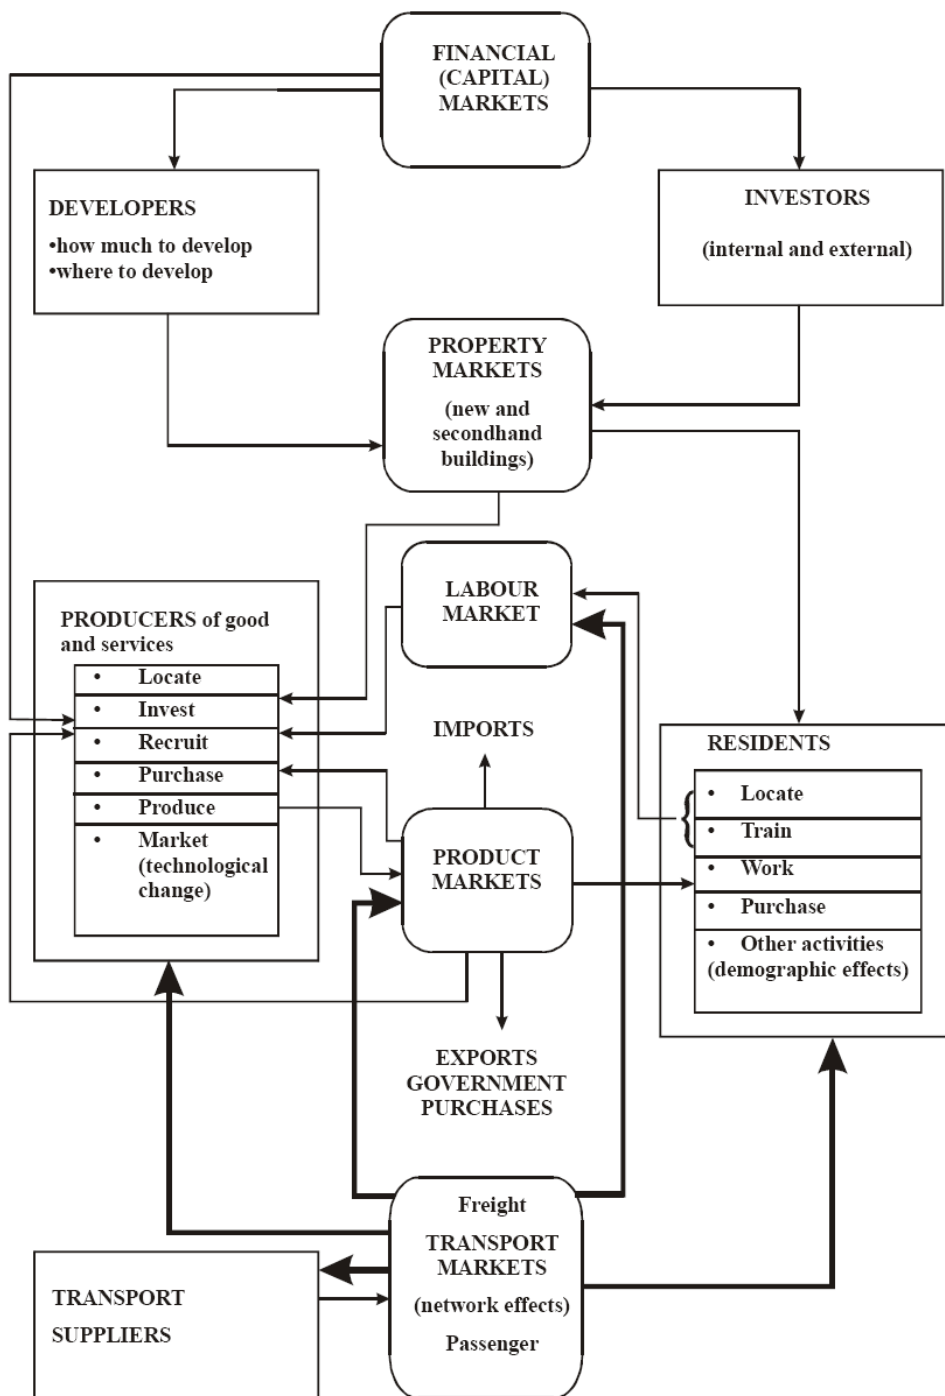 FINANCIAL
(CAPITAL)
MARKETS
DEVELOPERS
•how much to develop
•where to develop
INVESTORS
(internal and external)
PROPERTY
MARKETS
(new and
secondhand
buildings)
LABOUR
MARKET
PRODUCERS of good
and services
• Locate
• Invest
• Recruit
• Purchase
• Produce
• Market
(technological
change)
IMPORTS
PRODUCT
MARKETS
EXPORTS
GOVERNMENT
PURCHASES
RESIDENTS
• Locate
• Train
• Work
• Purchase
• Other activities
(demographic effects)
Freight
TRANSPORT
MARKETS
(network effects)
Passenger
TRANSPORT
SUPPLIERS